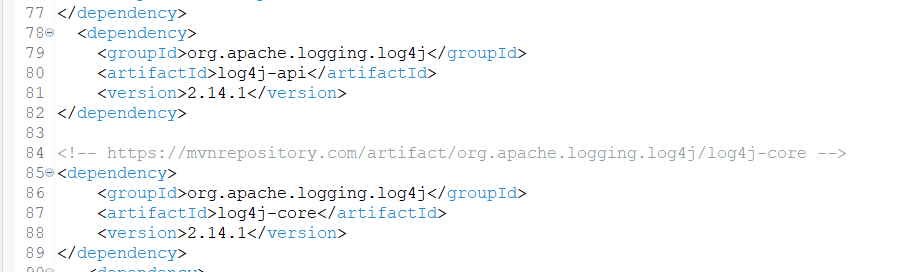 77 </dependency>
78 <dependency>
79 <groupId>org.apache.logging.log4j</groupId>
80 <artifactId>log4j-api</artifactId>
81 <version>2.14.1</version>
82 </dependency>
83
84 <!-- https://mvnrepository.com/artifact/org.apache.logging.log4j/log4j-core -->
85 <dependency>
86 <groupId>org.apache.logging.log4j</groupId>
87 <artifactId>log4j-core</artifactId>
88 <version>2.14.1</version>
89 </dependency>
90 <dependency>